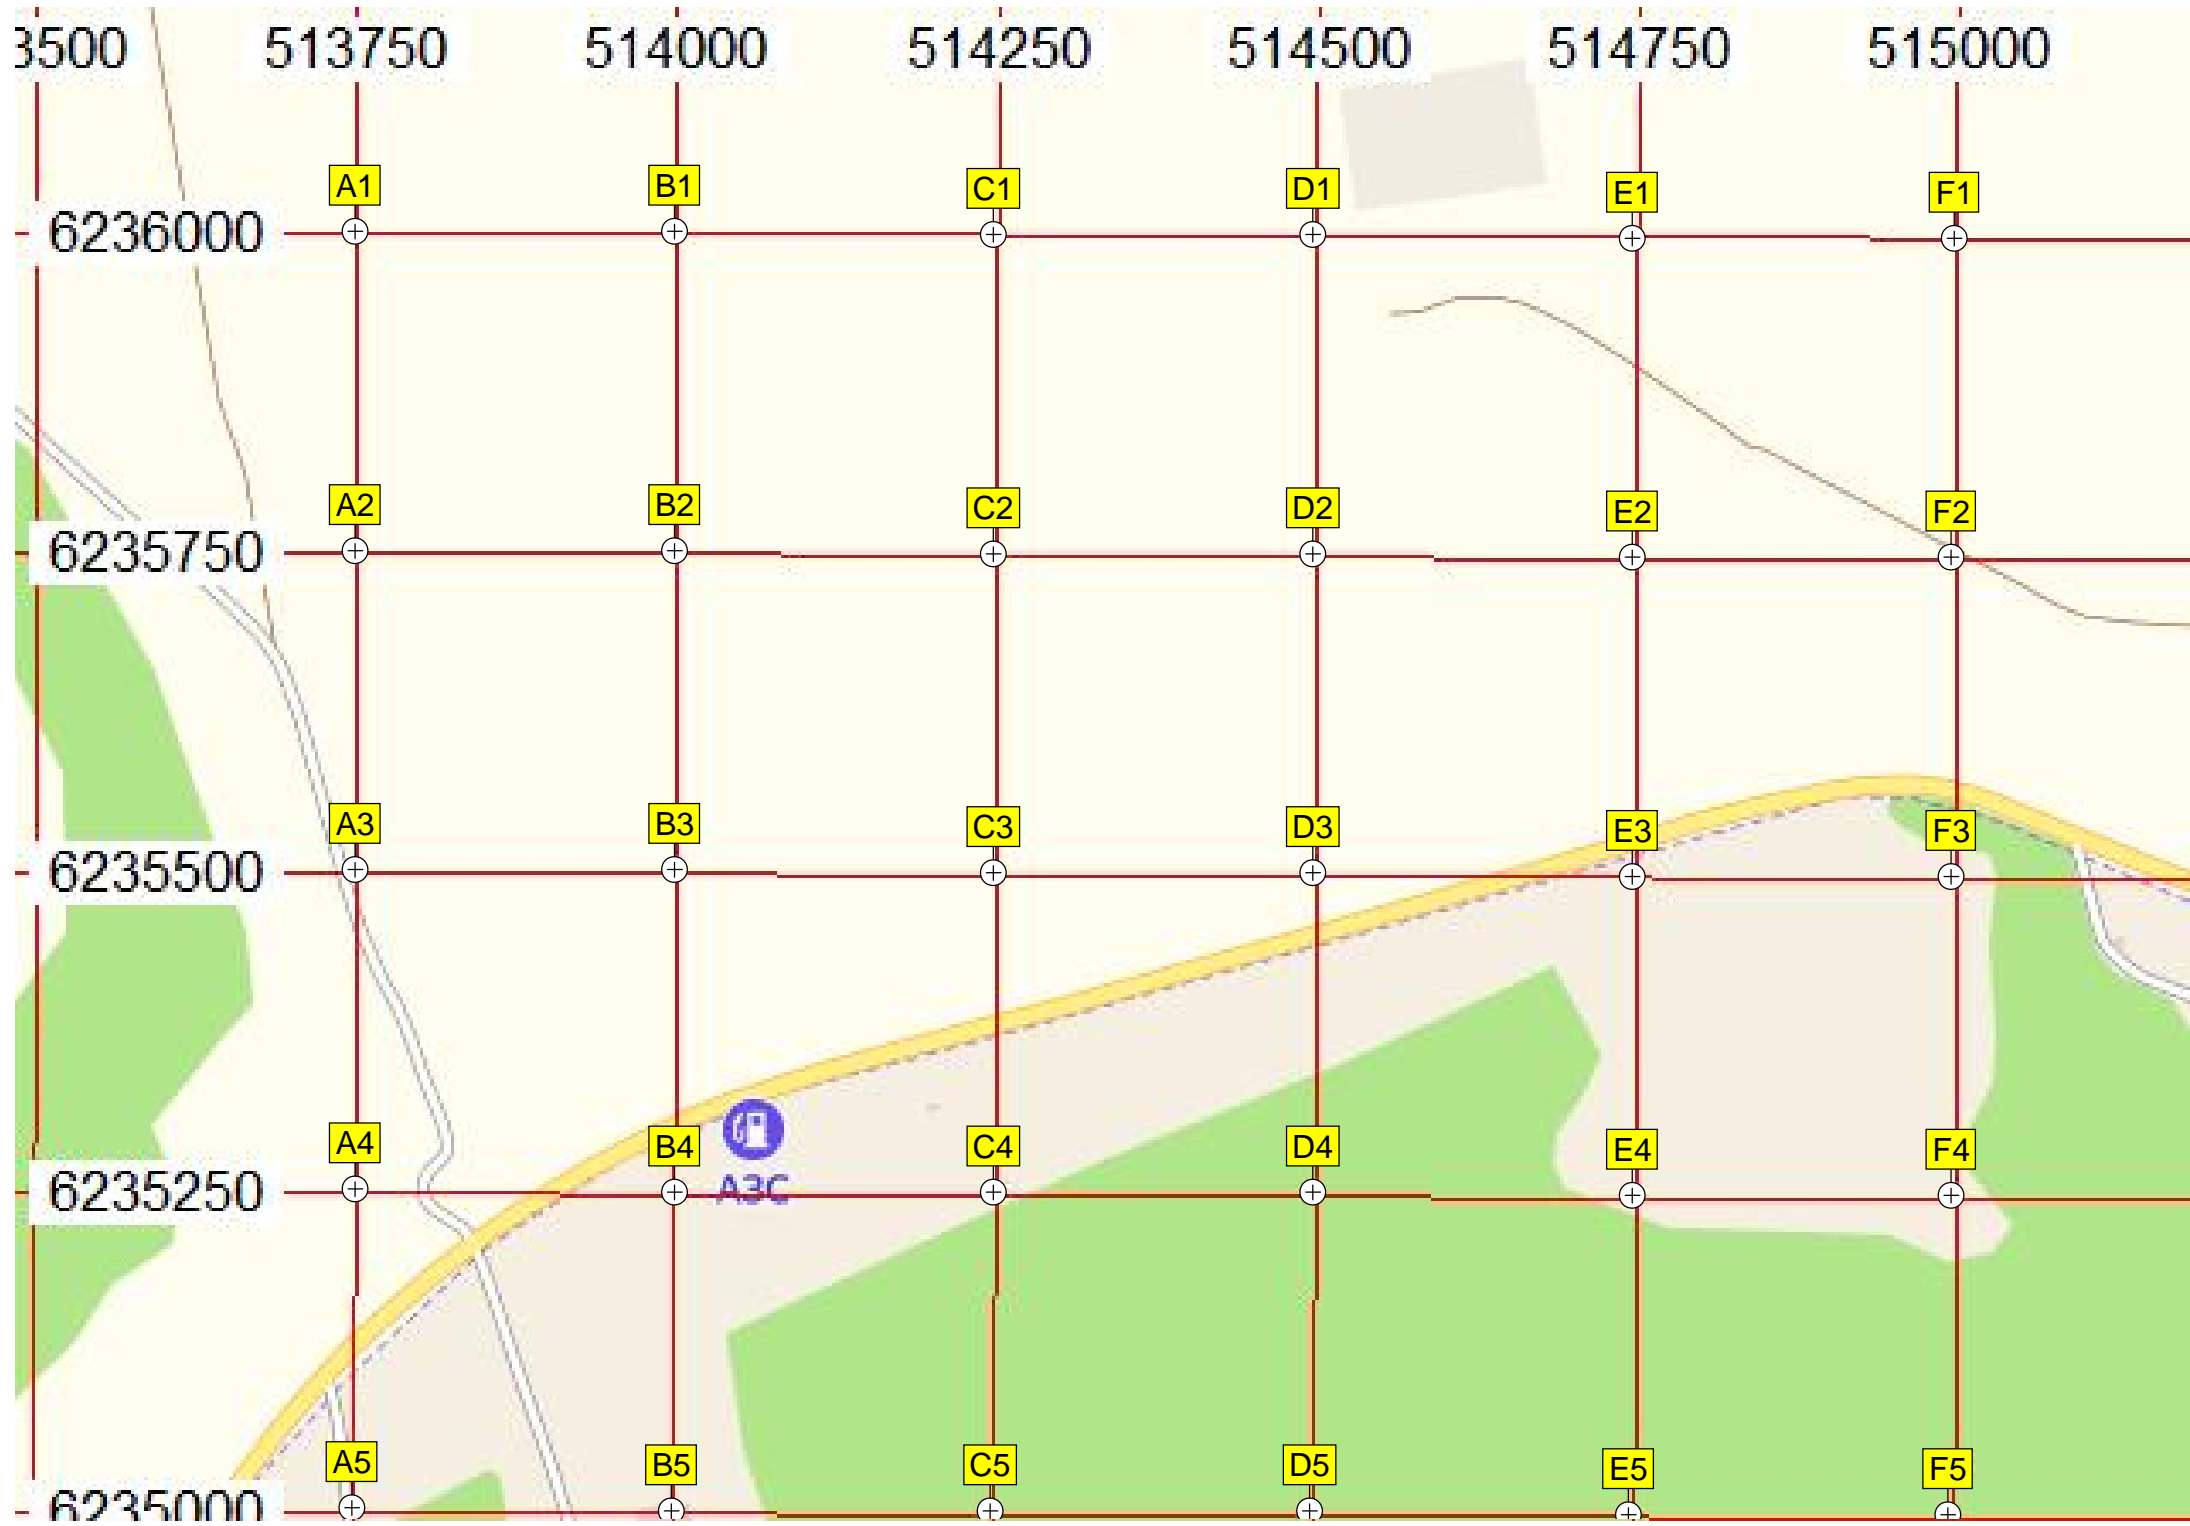 3500 513750 514000 514250 514500 514750 515000
A1 B1 C1 D1 E1 F1
6236000
A2 B2 C2 D2 E2 F2
6235750
A3 B3 C3 D3 E3 F3
6235500
A4 B4 C4 D4 E4 F4
6235250
АЗС
A5 B5 C5 D5 E5 F5
6235000